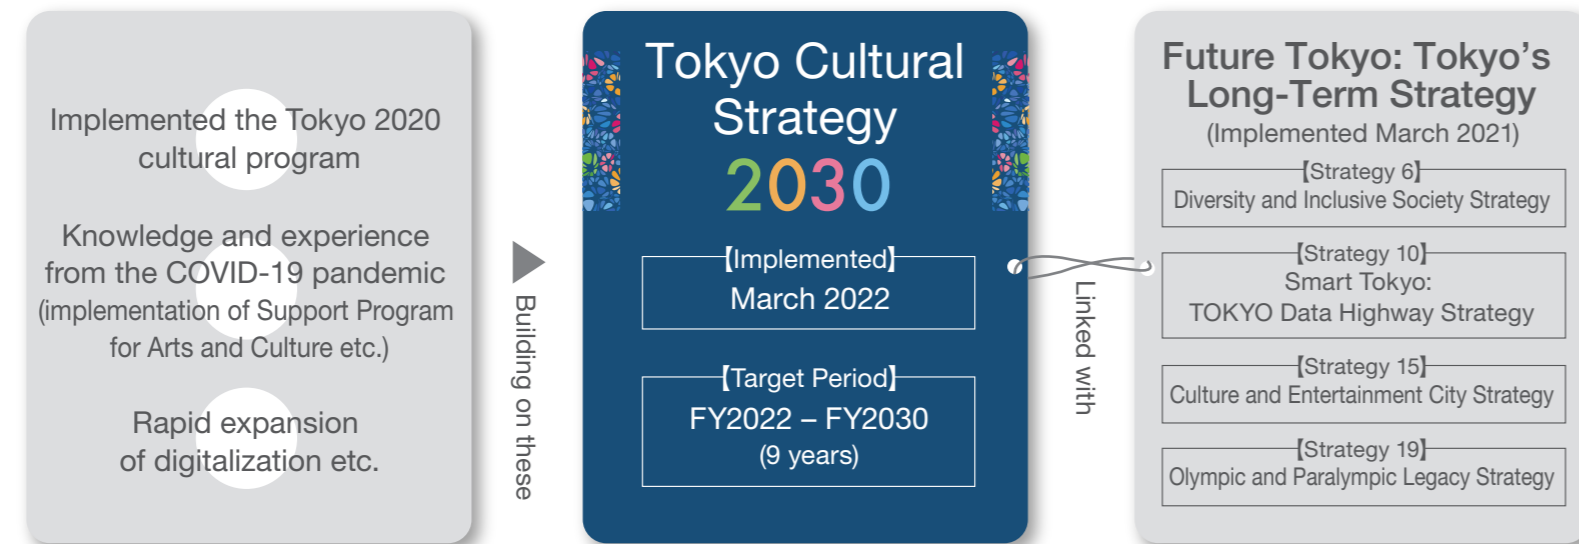 Implemented the Tokyo 2020
cultural program
Knowledge and experience
from the COVID-19 pandemic
(implementation of Support Program
for Arts and Culture etc.)
Rapid expansion
of digitalization etc.
Building on these
Tokyo Cultural
Strategy
2030
【Implemented】
March 2022
【Target Period】
FY2022 – FY2030
(9 years)
Linked with
Future Tokyo: Tokyo’s
Long-Term Strategy
(Implemented March 2021)
【Strategy 6】
Diversity and Inclusive Society Strategy
【Strategy 10】
Smart Tokyo:
TOKYO Data Highway Strategy
【Strategy 15】
Culture and Entertainment City Strategy
【Strategy 19】
Olympic and Paralympic Legacy Strategy